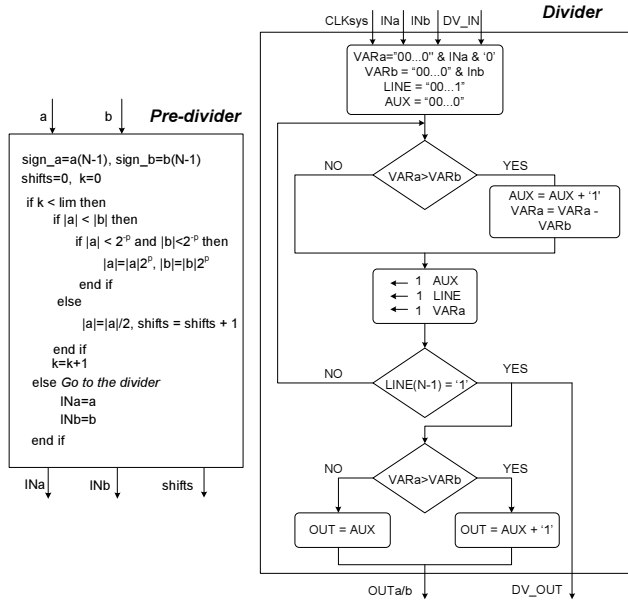 Pre-divider
a
b
sign_a=a(N-1), sign_b=b(N-1)
shifts=0, k=0
if k < lim then
if |a| < |b| then
if |a| < 2⁻ᵖ and |b|<2⁻ᵖ then
|a|=|a|2ᵖ, |b|=|b|2ᵖ
end if
else
|a|=|a|/2, shifts = shifts + 1
end if
k=k+1
else Go to the divider
INa=a
INb=b
end if
INa
INb
shifts
Divider
CLKsys
INa
INb
DV_IN
VARa="00...0" & INa & '0'
VARb = "00...0" & Inb
LINE = "00...1"
AUX = "00...0"
NO
VARa>VARb
YES
AUX = AUX + '1'
VARa = VARa -
VARb
← 1 AUX
← 1 LINE
← 1 VARa
NO
LINE(N-1) = '1'
YES
NO
VARa>VARb
YES
OUT = AUX
OUT = AUX + '1'
OUTa/b
DV_OUT